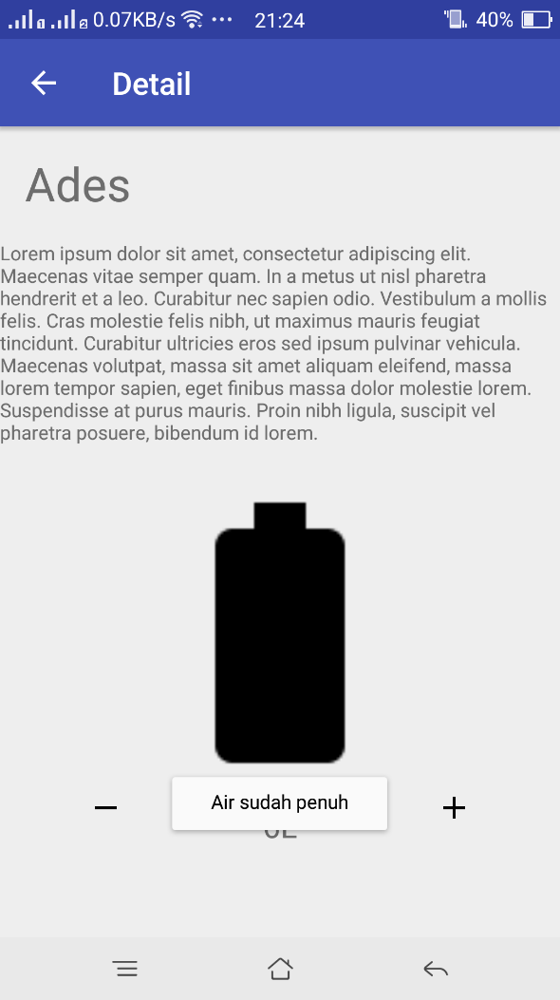 0.07KB/s ... 21:24 40%
Detail
Ades
Lorem ipsum dolor sit amet, consectetur adipiscing elit.
Maecenas vitae semper quam. In a metus ut nisl pharetra
hendrerit et a leo. Curabitur nec sapien odio. Vestibulum a mollis
felis. Cras molestie felis nibh, ut maximus mauris feugiat
tincidunt. Curabitur ultricies eros sed ipsum pulvinar vehicula.
Maecenas volutpat, massa sit amet aliquam eleifend, massa
lorem tempor sapien, eget finibus massa dolor molestie lorem.
Suspendisse at purus mauris. Proin nibh ligula, suscipit vel
pharetra posuere, bibendum id lorem.
Air sudah penuh